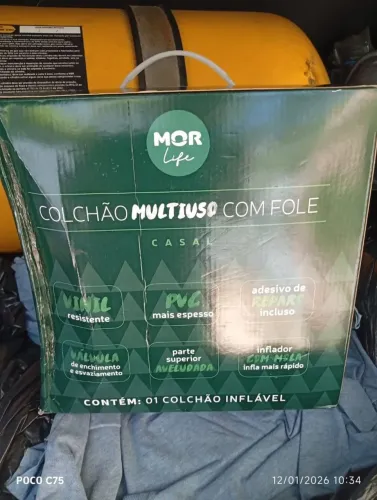 MOR
Life
COLCHÃO MULTIUSO COM FOLE
CASAL
VINIL
resistente
PVC
mais espesso
adesivo de
REPARO
incluso
VÁLVULA
de enchimento
e esvaziamento
parte
superior
AVELUDADA
inflador
COM MOLA
infla mais rápido
CONTÉM: 01 COLCHÃO INFLÁVEL
POCO C75
12/01/2026 10:34